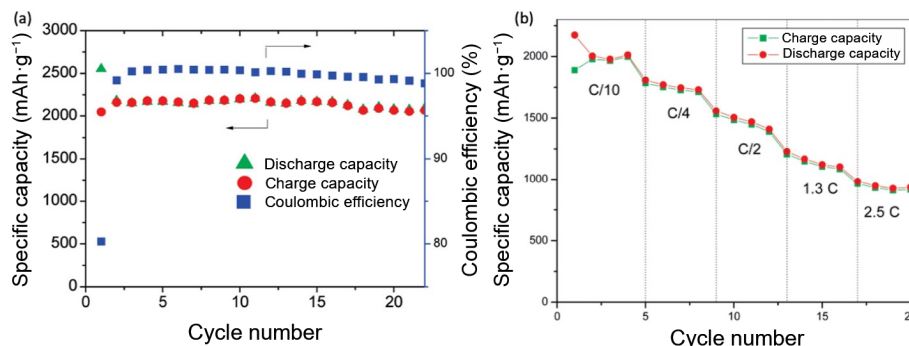 (a)
3000
2500
2000
1500
1000
500
0
0
5
10
15
20
100
95
90
85
80
Specific capacity (mAh·g⁻¹)
Coulombic efficiency (%)
Cycle number
Discharge capacity
Charge capacity
Coulombic efficiency
(b)
2000
1500
1000
500
0
0
5
10
15
Specific capacity (mAh·g⁻¹)
Cycle number
Charge capacity
Discharge capacity
C/10
C/4
C/2
1.3 C
2.5 C